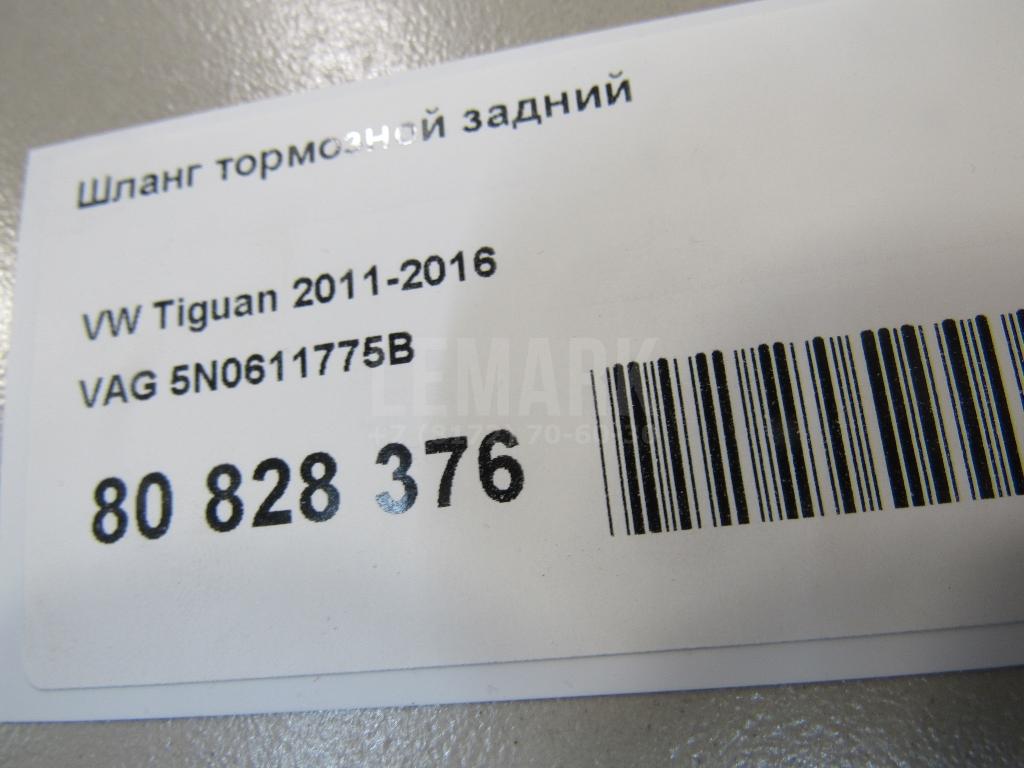 Шланг тормозной задний
VW Tiguan 2011-2016
VAG 5N0611775B
LEMARK
80 828 376